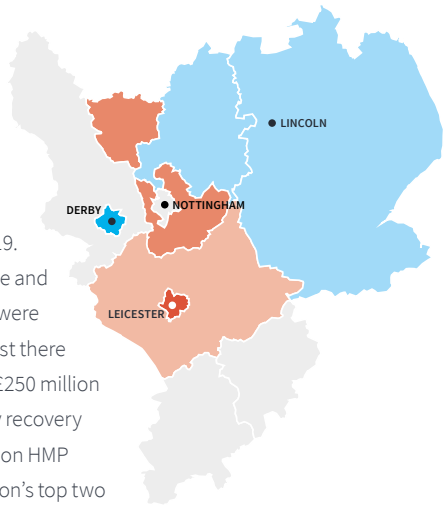 LINCOLN
DERBY
NOTTINGHAM
LEICESTER
19.
e and
were
st there
£250 million
recovery
on HMP
on's top two